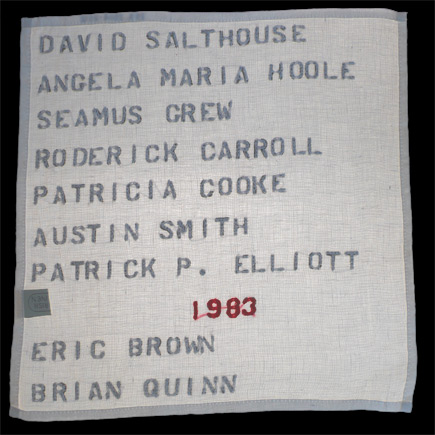 DAVID SALTHOUSE
ANGELA MARIA HOOLE
SEAMUS GREW
RODERICK CARROLL
PATRICIA COOKE
AUSTIN SMITH
PATRICK P. ELLIOTT
1983
ERIC BROWN
BRIAN QUINN